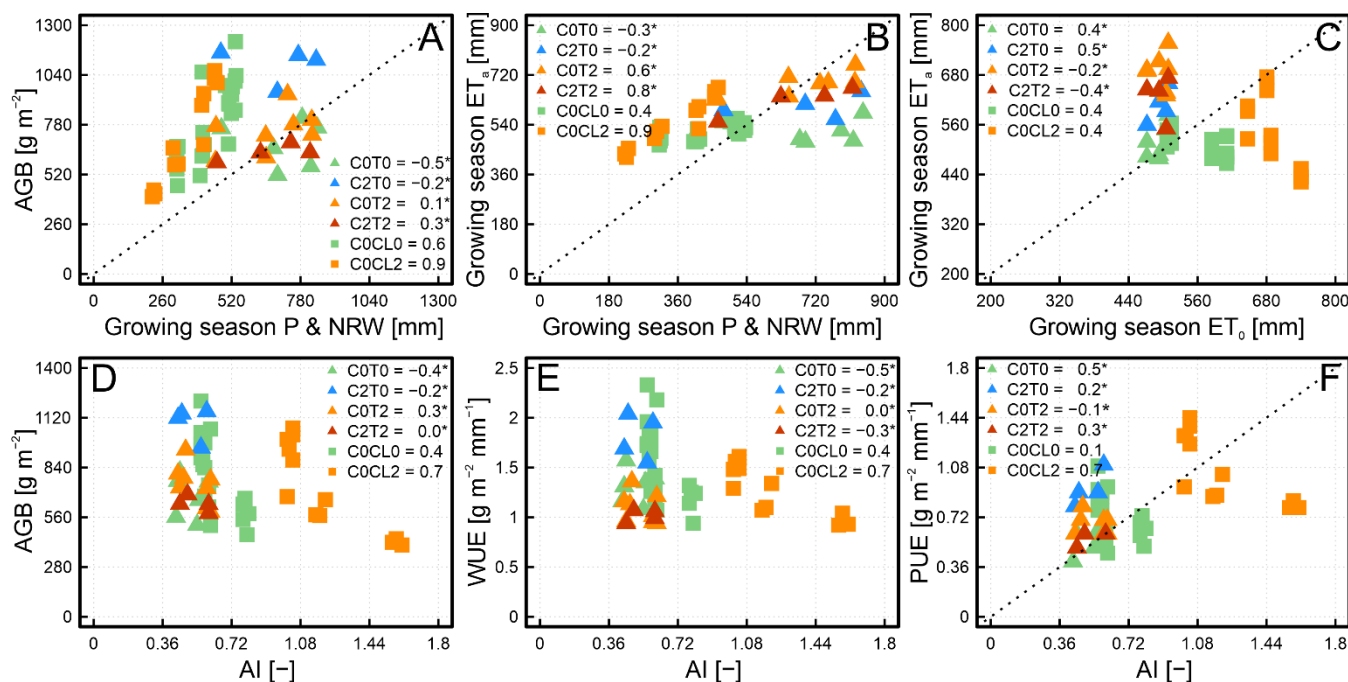 A
AGB [g m⁻²]
1300
1040
780
520
260
0
C0T0 = −0.5*
C2T0 = −0.2*
C0T2 = 0.1*
C2T2 = 0.3*
C0CL0 = 0.6
C0CL2 = 0.9
0 260 520 780 1040 1300
Growing season P & NRW [mm]
B
Growing season ETa [mm]
900
720
540
360
180
0
C0T0 = −0.3*
C2T0 = −0.2*
C0T2 = 0.6*
C2T2 = 0.8*
C0CL0 = 0.4
C0CL2 = 0.9
0 180 360 540 720 900
Growing season P & NRW [mm]
C
Growing season ETa [mm]
800
680
560
440
320
200
C0T0 = 0.4*
C2T0 = 0.5*
C0T2 = −0.2*
C2T2 = −0.4*
C0CL0 = 0.4
C0CL2 = 0.4
200 320 440 560 680 800
Growing season ET₀ [mm]
D
AGB [g m⁻²]
1400
1120
840
560
280
0
C0T0 = −0.4*
C2T0 = −0.2*
C0T2 = 0.3*
C2T2 = 0.0*
C0CL0 = 0.4
C0CL2 = 0.7
0 0.36 0.72 1.08 1.44 1.8
AI [−]
E
WUE [g m⁻² mm⁻¹]
2.5
2
1.5
1
0.5
0
C0T0 = −0.5*
C2T0 = −0.2*
C0T2 = 0.0*
C2T2 = −0.3*
C0CL0 = 0.4
C0CL2 = 0.7
0 0.36 0.72 1.08 1.44 1.8
AI [−]
F
PUE [g m⁻² mm⁻¹]
1.8
1.44
1.08
0.72
0.36
0
C0T0 = 0.5*
C2T0 = 0.2*
C0T2 = −0.1*
C2T2 = 0.3*
C0CL0 = 0.1
C0CL2 = 0.7
0 0.36 0.72 1.08 1.44 1.8
AI [−]